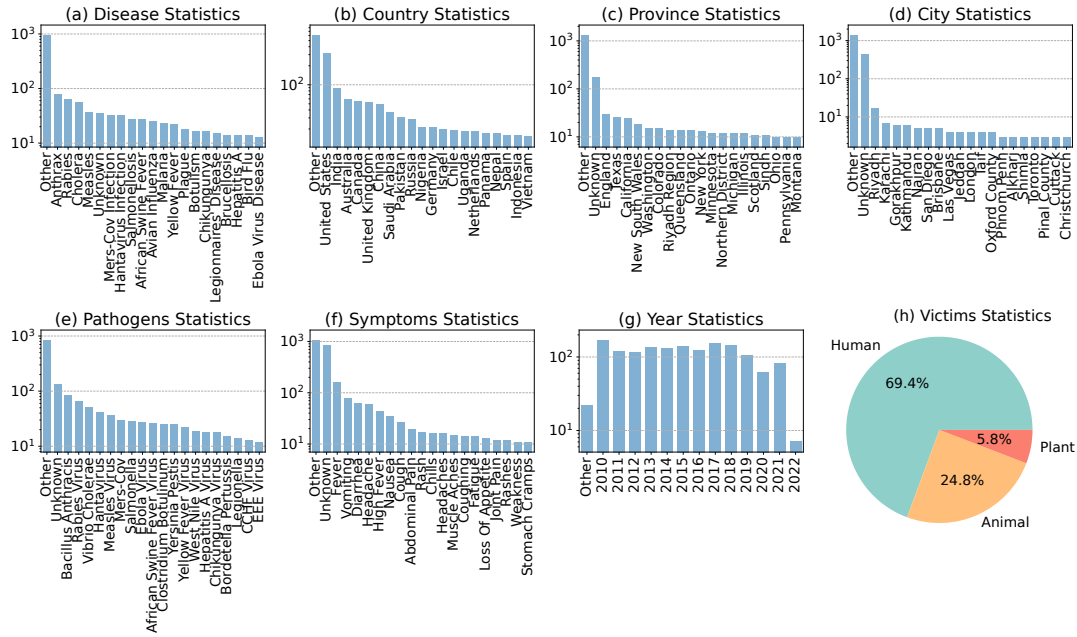 (a) Disease Statistics
10³
10²
10¹
Other
Anthrax
Rabies
Cholera
Measles
Unknown
Mers-Cov Infection
Hantavirus Infection
Salmonellosis
African Swine Fever
Avian Influenza
Malaria
Yellow Fever
Plague
Botulism
Chikungunya
Legionnaires Disease
Brucellosis
Hepatitis A
Bird Flu
Ebola Virus Disease
(b) Country Statistics
10²
Other
United States
India
Australia
Canada
United Kingdom
China
Saudi Arabia
Pakistan
Russia
Nigeria
Germany
Israel
Chile
Uganda
Netherlands
Panama
Nepal
Spain
Indonesia
Vietnam
(c) Province Statistics
10³
10²
10¹
Other
Unknown
England
Texas
California
New South Wales
Washington
Colorado
Riyadh Region
Queensland
Ontario
New York
Minnesota
Northern District
Michigan
Illinois
Scotland
Sindh
Ohio
Pennsylvania
Montana
(d) City Statistics
10³
10²
10¹
Other
Unknown
Riyadh
Karachi
Gorakhpur
Kathmandu
Najran
San Diego
Brisbane
Las Vegas
Jeddah
London
Taif
Oxford County
Phnom Penh
Alkharj
Shimla
Toronto
Pinal County
Cuttack
Christchurch
(e) Pathogens Statistics
10³
10²
10¹
Other
Unknown
Bacillus Anthracis
Rabies Virus
Vibrio Cholerae
Hantavirus
Measles Virus
Mers-Cov
Salmonella
Ebola Virus
African Swine Fever Virus
Clostridium Botulinum
Yersinia Pestis
Yellow Fever Virus
West Nile Virus
Hepatitis A Virus
Chikungunya Virus
Bordetella Pertussis
Legionella
CCHF Virus
EEE Virus
(f) Symptoms Statistics
10³
10²
10¹
Other
Unknown
Fever
Vomiting
Diarrhea
Headache
High Fever
Nausea
Cough
Abdominal Pain
Rash
Chills
Headaches
Muscle Aches
Coughing
Fatigue
Loss Of Appetite
Joint Pain
Rashes
Weakness
Stomach Cramps
(g) Year Statistics
10²
10¹
Other
2010
2011
2012
2013
2014
2015
2016
2017
2018
2019
2020
2021
2022
(h) Victims Statistics
Human
69.4%
5.8%
Plant
24.8%
Animal